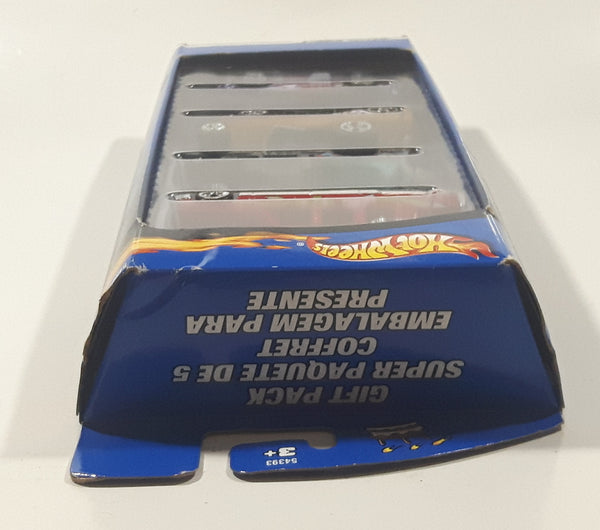 GIFT PACK
SUPER PAQUETE DE 5
COFFRET
EMBALAGEM PARA
PRESENTE
HOT WHEELS®
54393
3+